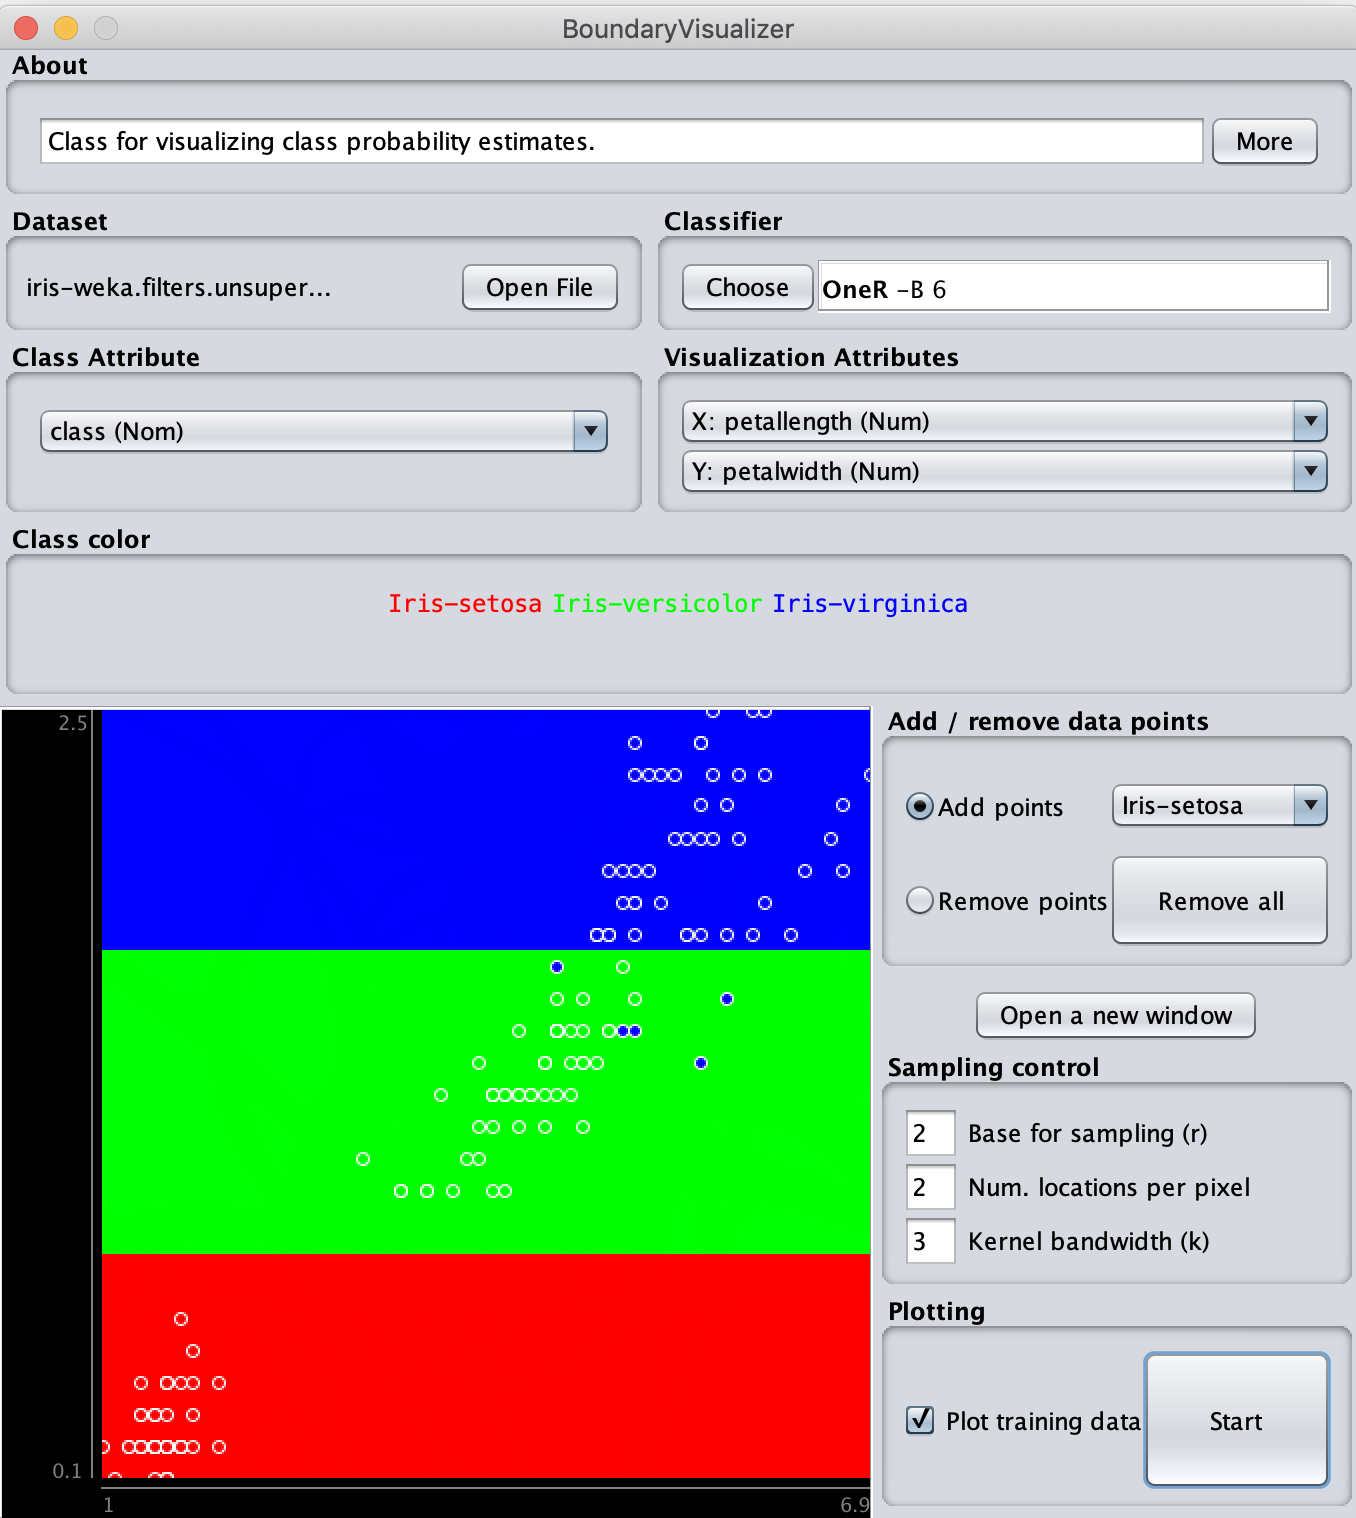 BoundaryVisualizer
About
Class for visualizing class probability estimates.
More
Dataset
iris-weka.filters.unsuper...
Open File
Classifier
Choose
OneR -B 6
Class Attribute
class (Nom)
Visualization Attributes
X: petallength (Num)
Y: petalwidth (Num)
Class color
Iris-setosa Iris-versicolor Iris-virginica
2.5
0.1
1
6.9
Add / remove data points
Add points
Iris-setosa
Remove points
Remove all
Open a new window
Sampling control
2 Base for sampling (r)
2 Num. locations per pixel
3 Kernel bandwidth (k)
Plotting
Plot training data
Start